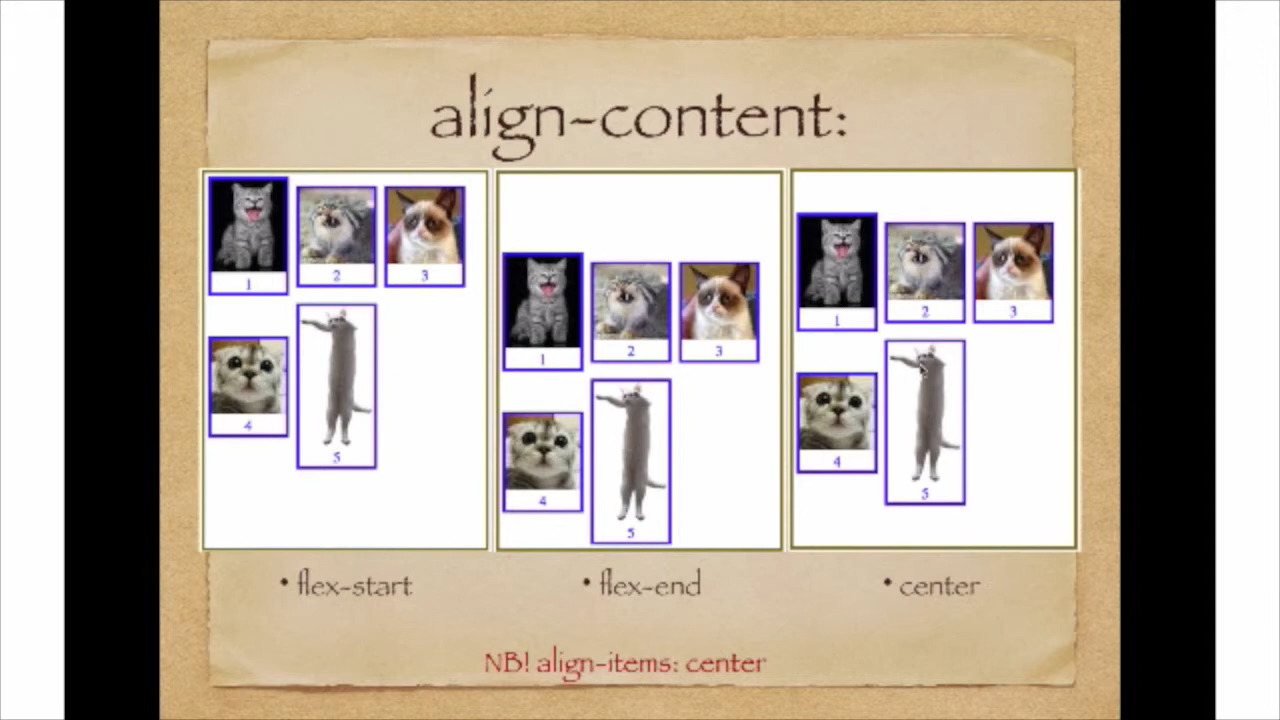 align-content:
1 2 3
4 5
1 2 3
4 5
1 2 3
4 5
• flex-start
• flex-end
• center
NB! align-items: center